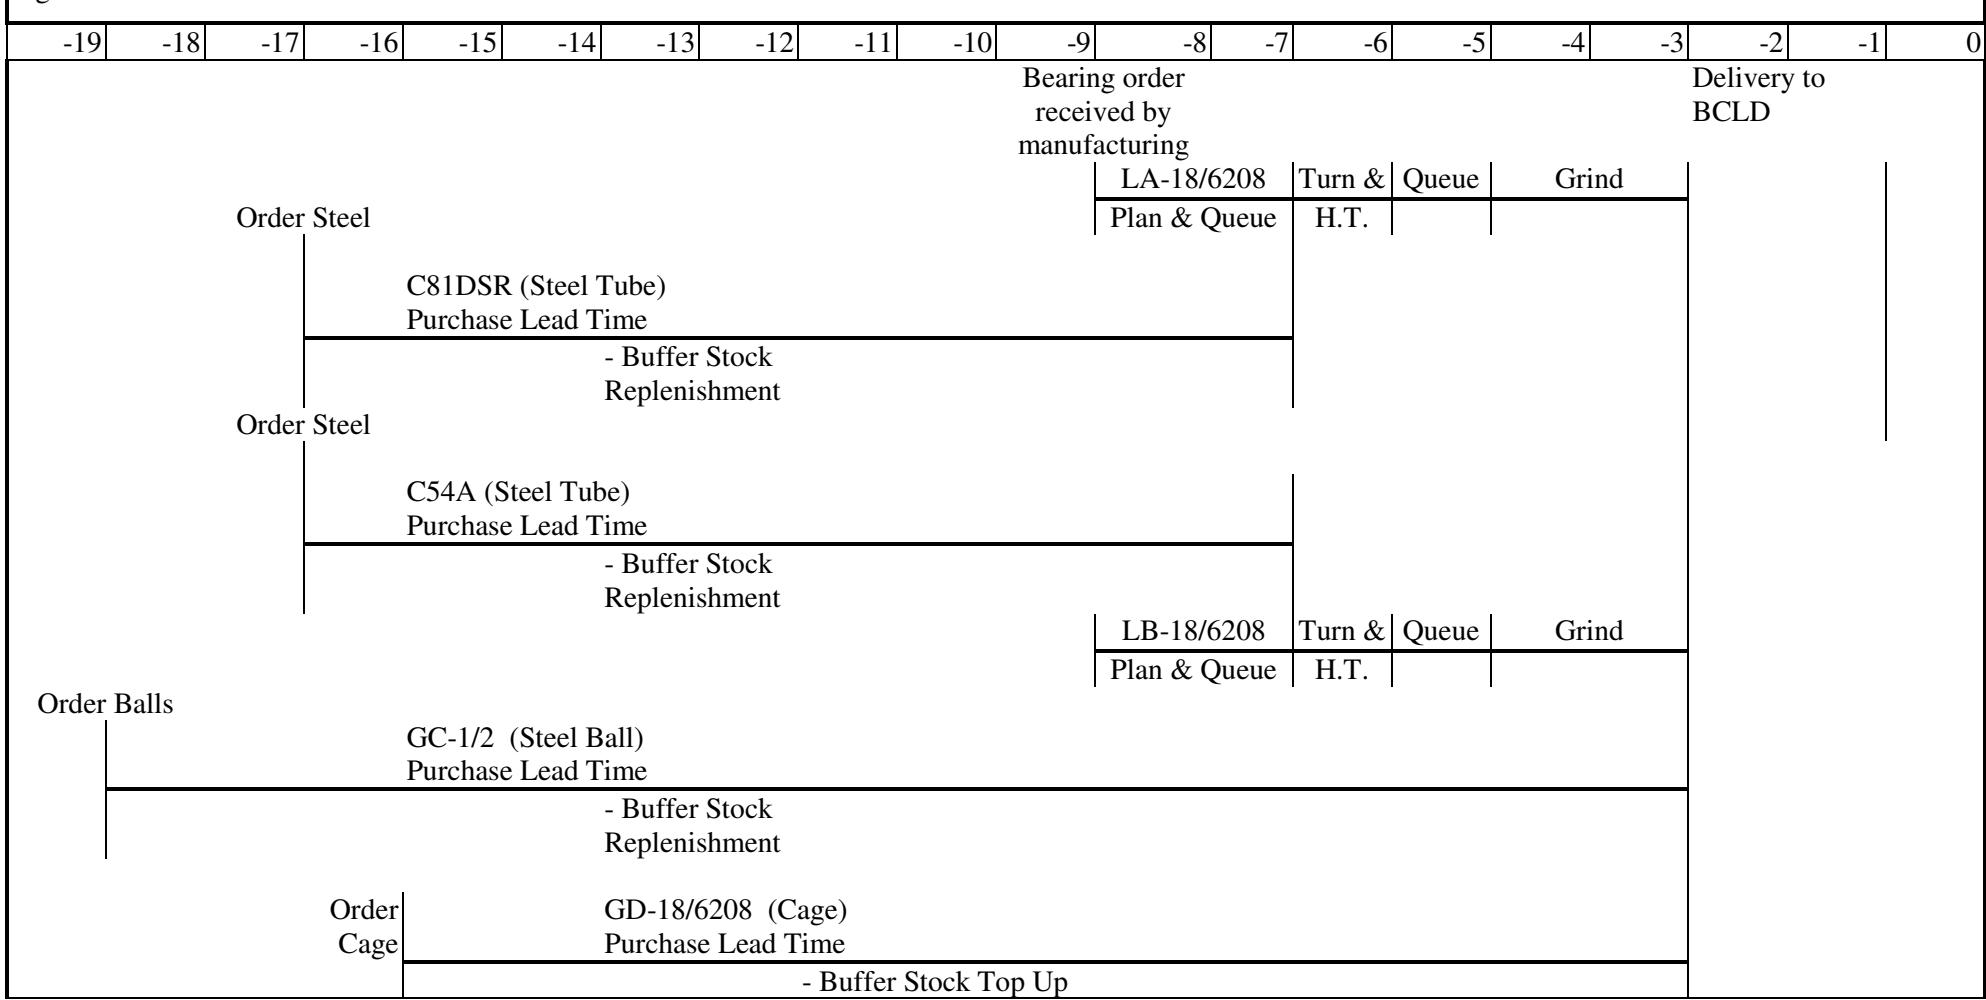 -19 -18 -17 -16 -15 -14 -13 -12 -11 -10 -9 -8 -7 -6 -5 -4 -3 -2 -1 0
Bearing order
received by
manufacturing
Delivery to
BCLD
LA-18/6208 Turn & Queue Grind
Plan & Queue H.T.
Order Steel
C81DSR (Steel Tube)
Purchase Lead Time
- Buffer Stock
Replenishment
Order Steel
C54A (Steel Tube)
Purchase Lead Time
- Buffer Stock
Replenishment
LB-18/6208 Turn & Queue Grind
Plan & Queue H.T.
Order Balls
GC-1/2 (Steel Ball)
Purchase Lead Time
- Buffer Stock
Replenishment
Order
Cage
GD-18/6208 (Cage)
Purchase Lead Time
- Buffer Stock Top Up